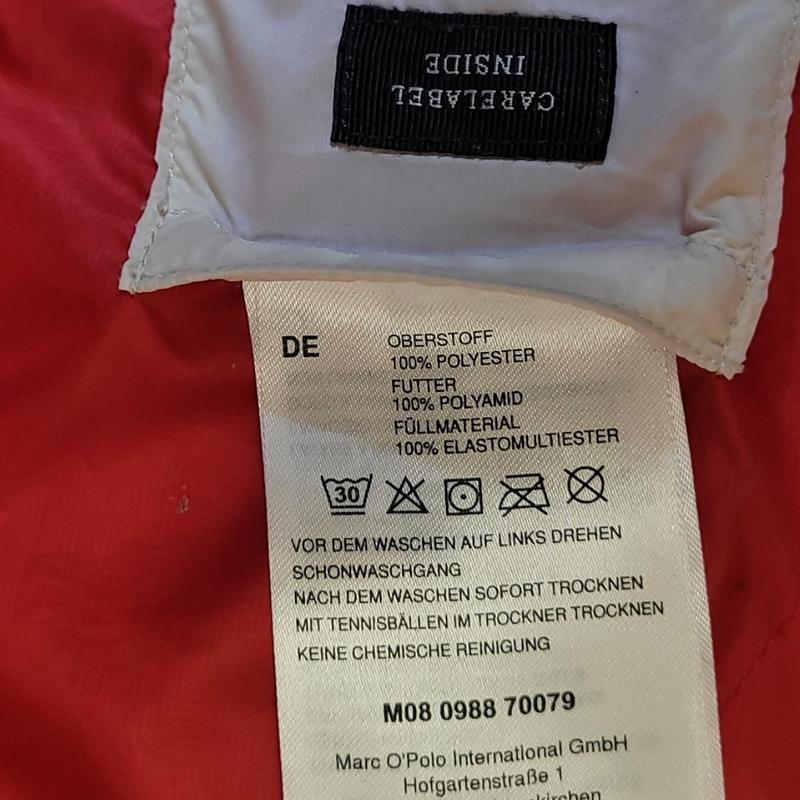 CARELABEL
INSIDE
DE
OBERSTOFF
100% POLYESTER
FUTTER
100% POLYAMID
FÜLLMATERIAL
100% ELASTOMULTIESTER
30
VOR DEM WASCHEN AUF LINKS DREHEN
SCHONWASCHGANG
NACH DEM WASCHEN SOFORT TROCKNEN
MIT TENNISBÄLLEN IM TROCKNER TROCKNEN
KEINE CHEMISCHE REINIGUNG
M08 0988 70079
Marc O'Polo International GmbH
Hofgartenstraße 1